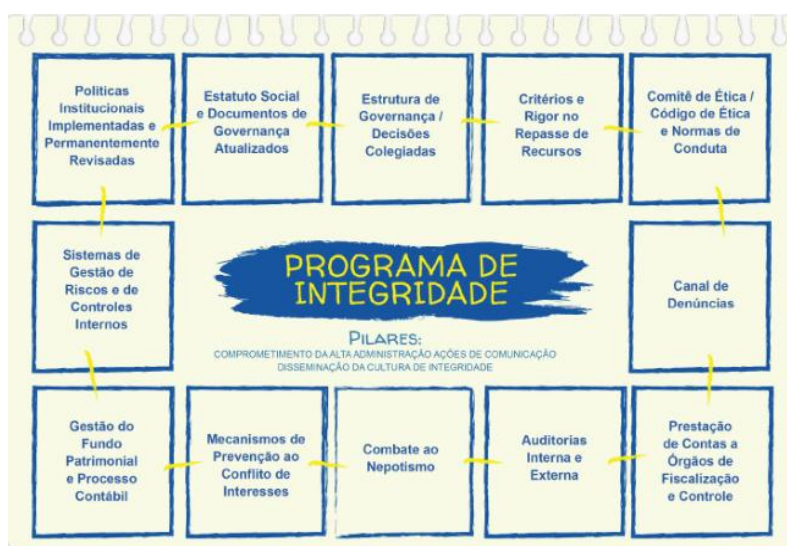 Políticas
Institucionais
Implementadas e
Permanentemente
Revisadas
Estatuto Social
e Documentos de
Governança
Atualizados
Estrutura de
Governança /
Decisões
Colegiadas
Critérios e
Rigor no
Repasse de
Recursos
Comitê de Ética /
Código de Ética
e Normas de
Conduta
Sistemas de
Gestão de
Riscos e de
Controles
Internos
PROGRAMA DE
INTEGRIDADE
PILARES:
COMPROMETIMENTO DA ALTA ADMINISTRAÇÃO AÇÕES DE COMUNICAÇÃO
DISSEMINAÇÃO DA CULTURA DE INTEGRIDADE
Canal de
Denúncias
Gestão do
Fundo
Patrimonial
e Processo
Contábil
Mecanismos de
Prevenção ao
Conflito de
Interesses
Combate ao
Nepotismo
Auditorias
Interna e
Externa
Prestação
de Contas a
Órgãos de
Fiscalização
e Controle